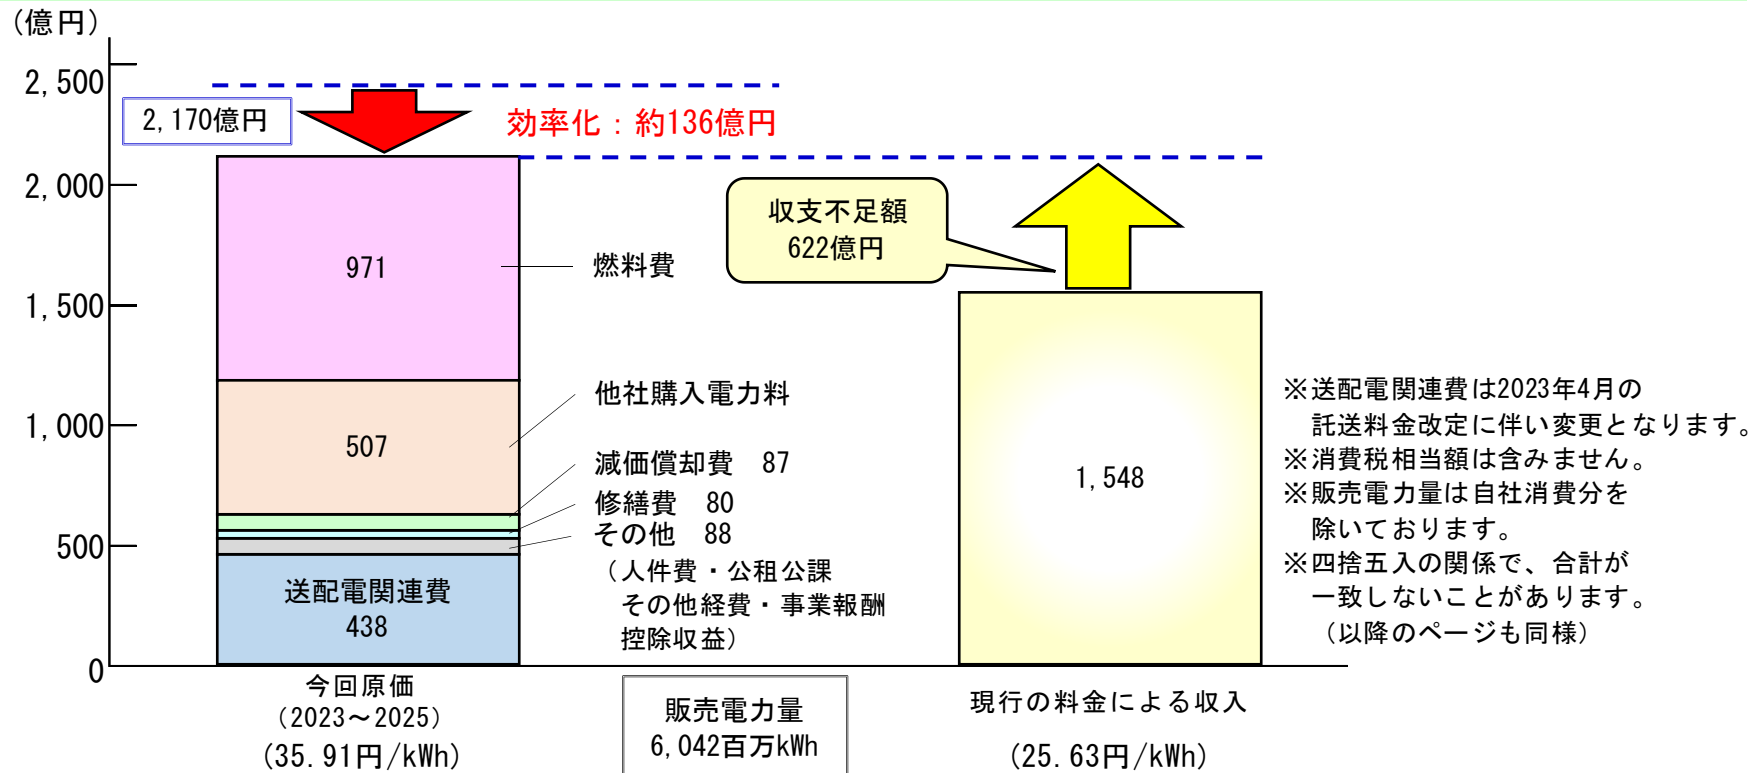 (億円)
2,500
2,170億円
効率化：約136億円
2,000
収支不足額
622億円
971
燃料費
1,500
他社購入電力料
1,000
507
減価償却費　87
修繕費　80
その他　88
（人件費・公租公課
その他経費・事業報酬
控除収益）
500
送配電関連費
438
0
1,548
※送配電関連費は2023年4月の
託送料金改定に伴い変更となります。
※消費税相当額は含みません。
※販売電力量は自社消費分を
除いております。
※四捨五入の関係で、合計が
一致しないことがあります。
（以降のページも同様）
今回原価
（2023～2025）
(35.91円/kWh)
販売電力量
6,042百万kWh
現行の料金による収入
(25.63円/kWh)